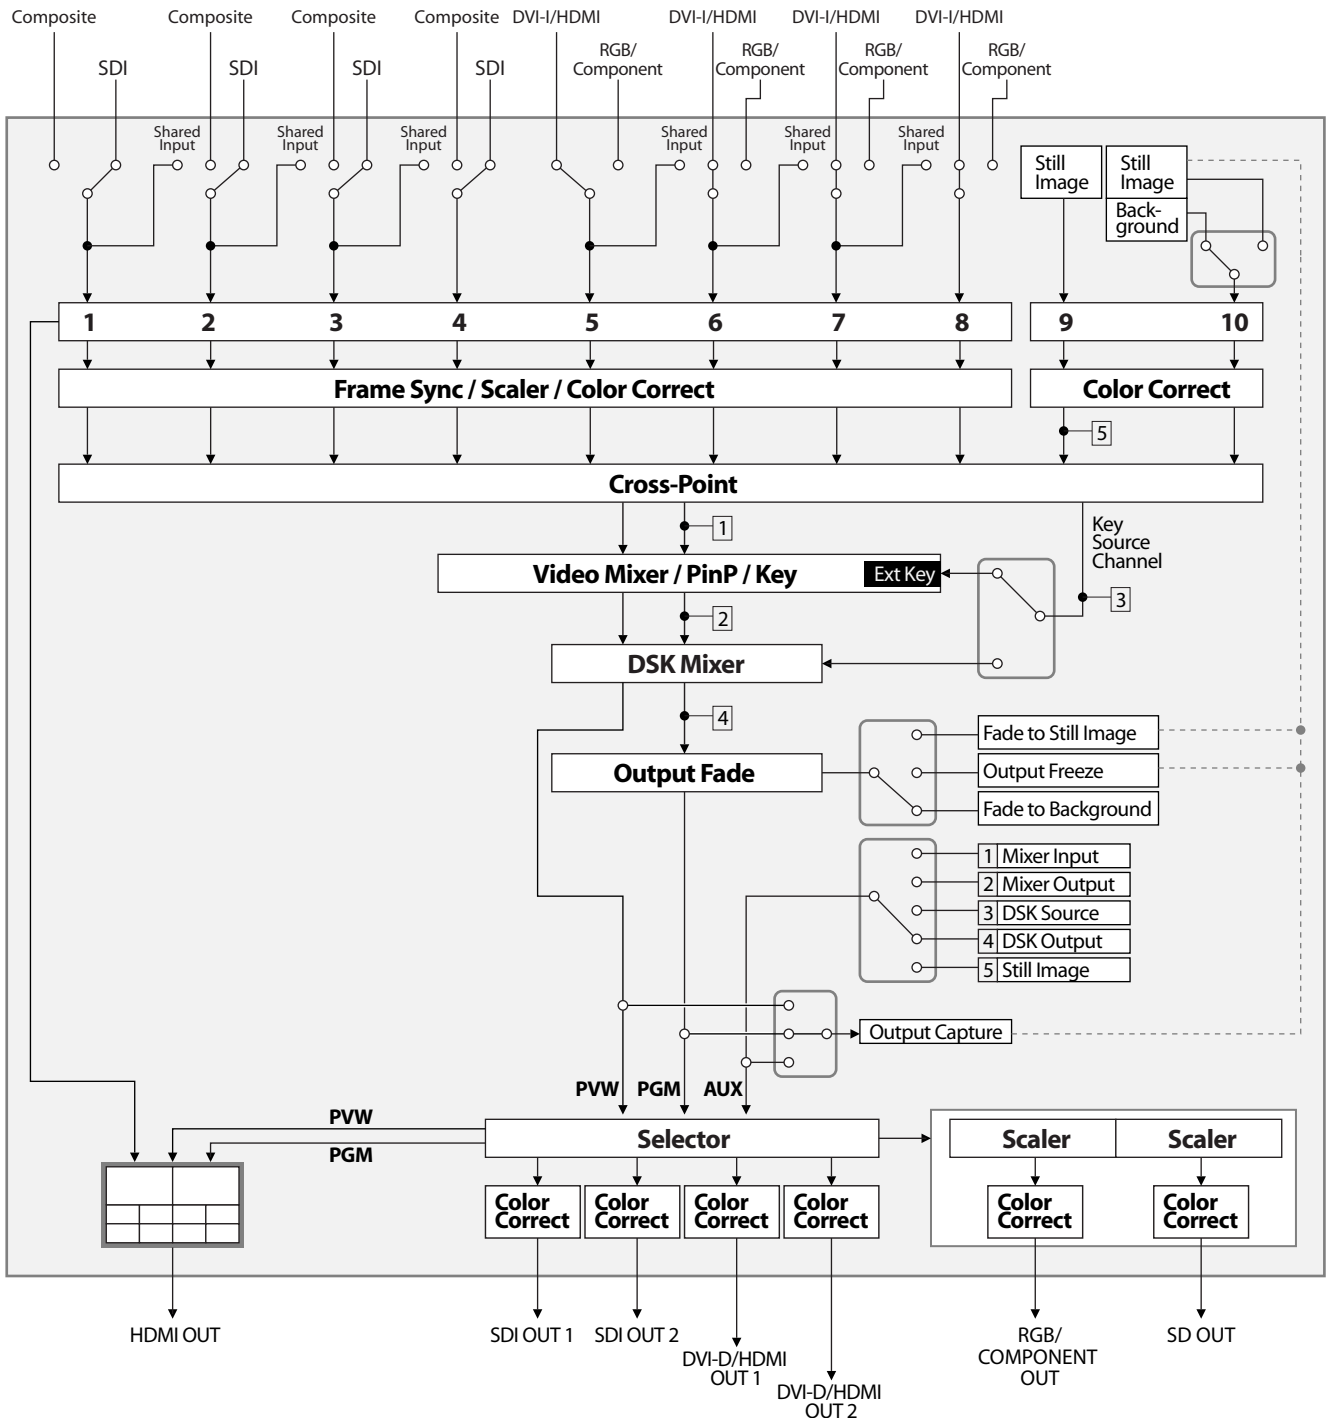 Composite
Composite
Composite
Composite
DVI-I/HDMI
DVI-I/HDMI
DVI-I/HDMI
DVI-I/HDMI
SDI
SDI
SDI
SDI
RGB/
Component
RGB/
Component
RGB/
Component
RGB/
Component
Shared
Input
Shared
Input
Shared
Input
Shared
Input
Shared
Input
Shared
Input
Still
Image
Still
Image
Back-
ground
1
2
3
4
5
6
7
8
9
10
Frame Sync / Scaler / Color Correct
Color Correct
5
Cross-Point
1
Key
Source
Channel
Video Mixer / PinP / Key
Ext Key
3
2
DSK Mixer
4
Fade to Still Image
Output Fade
Output Freeze
Fade to Background
1 Mixer Input
2 Mixer Output
3 DSK Source
4 DSK Output
5 Still Image
Output Capture
PVW
PGM
AUX
PVW
PGM
Selector
Scaler
Scaler
Color
Correct
Color
Correct
Color
Correct
Color
Correct
Color
Correct
Color
Correct
HDMI OUT
SDI OUT 1
SDI OUT 2
DVI-D/HDMI
OUT 1
DVI-D/HDMI
OUT 2
RGB/
COMPONENT
OUT
SD OUT